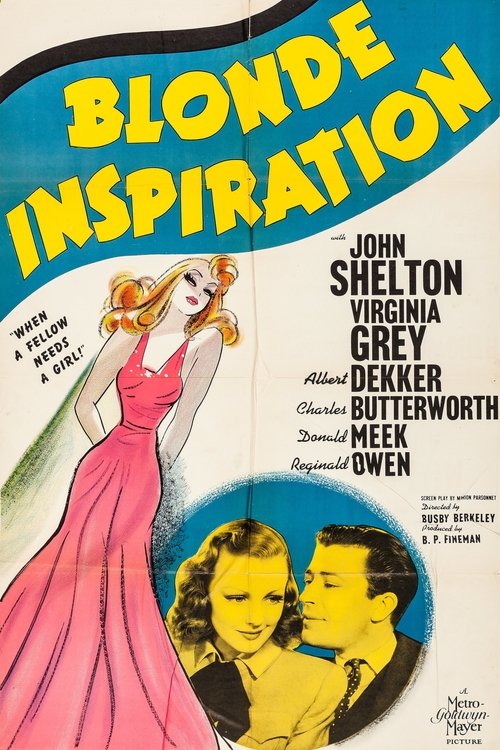 BLONDE
INSPIRATION
"WHEN
A FELLOW
NEEDS
A GIRL!"
with
JOHN
SHELTON
VIRGINIA
GREY
Albert DEKKER
Charles BUTTERWORTH
Donald MEEK
Reginald OWEN
SCREEN PLAY BY MARION PARSONNET
Directed by
BUSBY BERKELEY
Produced by
B. P. FINEMAN
A
Metro-
Goldwyn-
Mayer
PICTURE